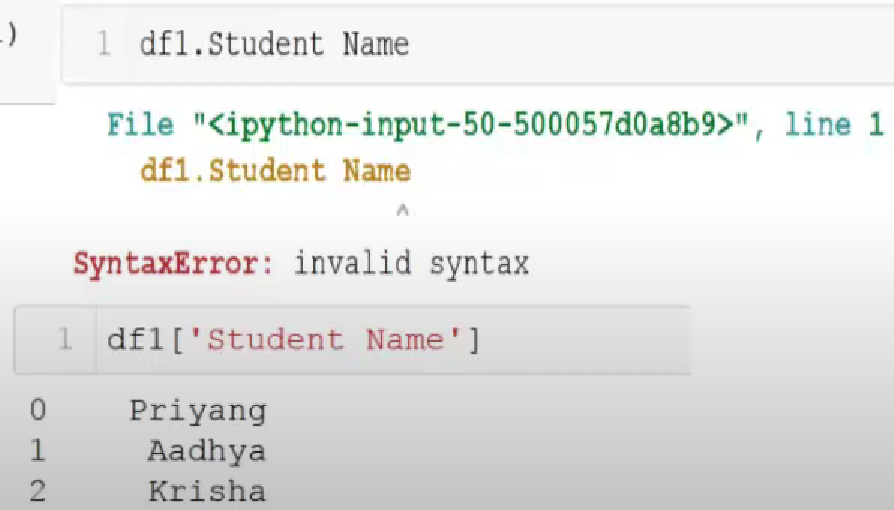 1 df1.Student Name
File "<ipython-input-50-500057d0a8b9>", line 1
df1.Student Name
^
SyntaxError: invalid syntax
1 df1['Student Name']
0 Priyang
1 Aadhya
2 Krisha